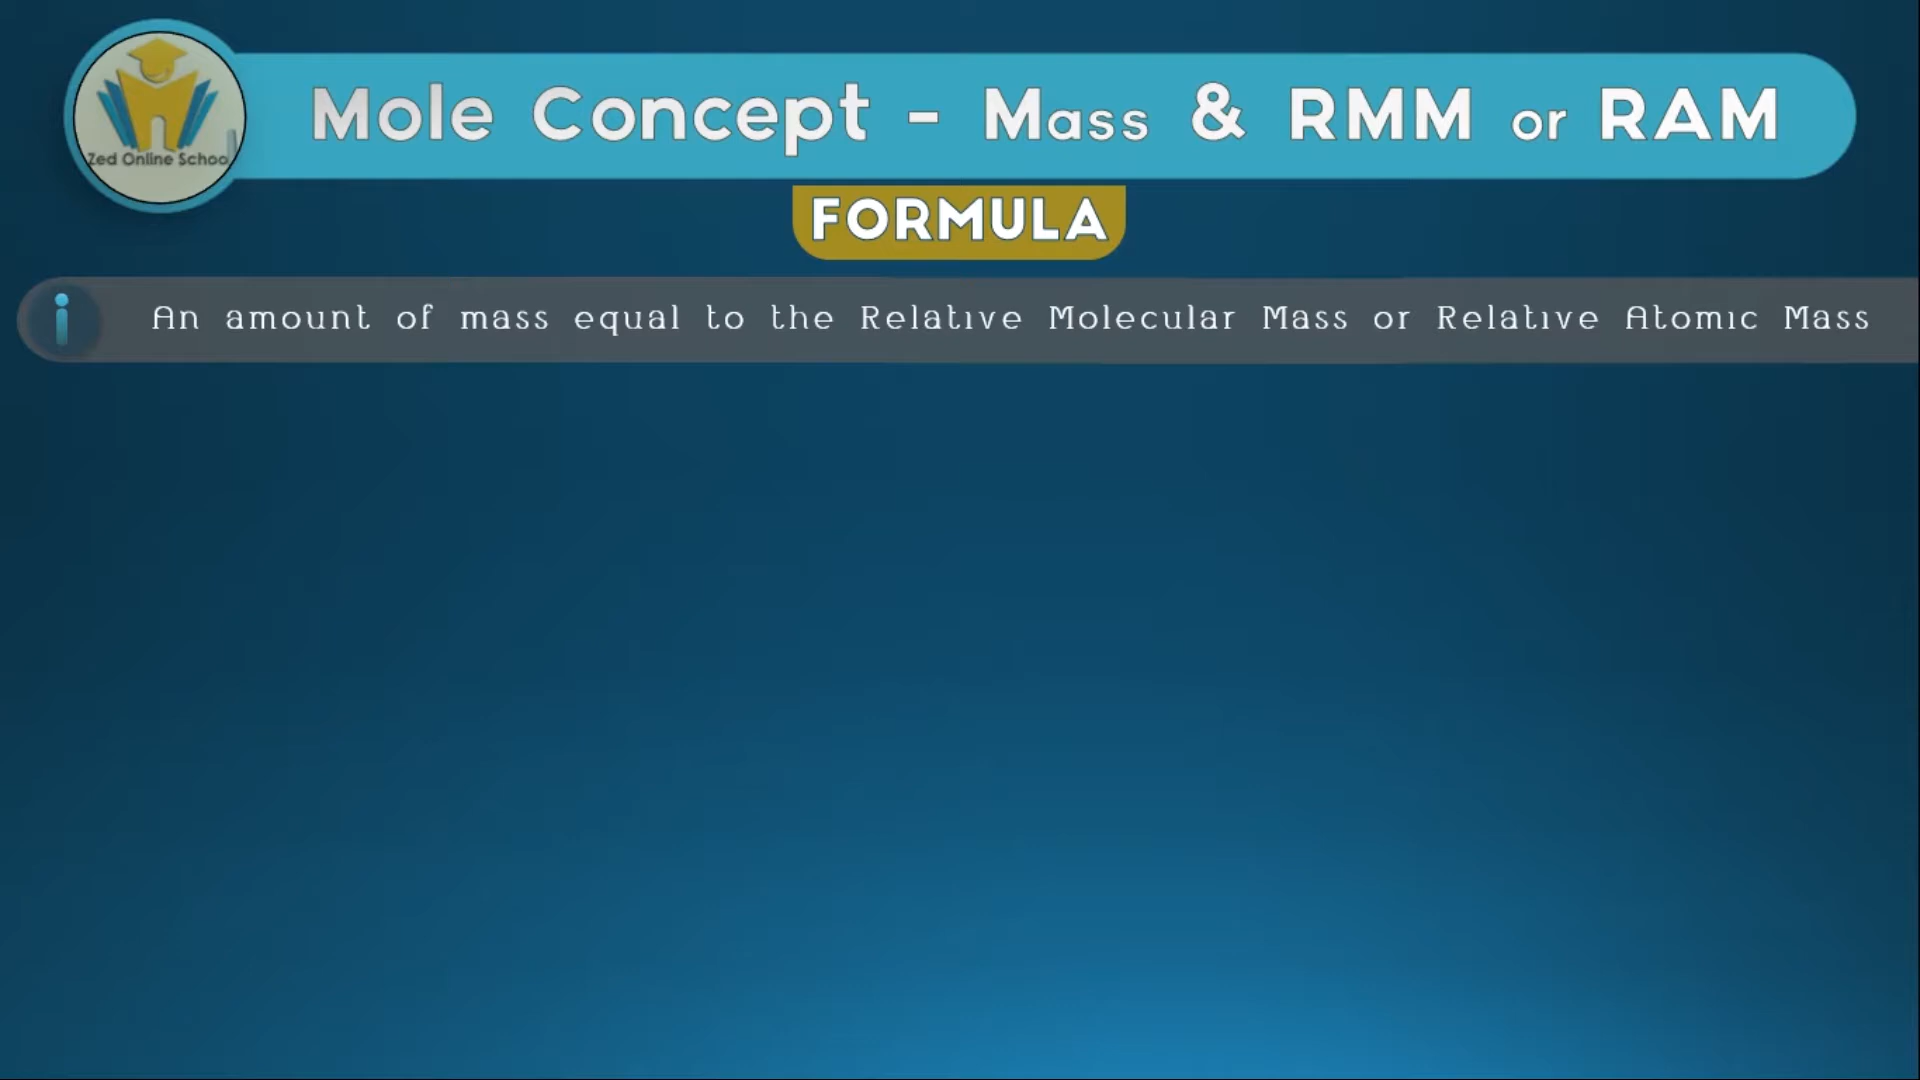 Zed Online School
Mole Concept - Mass & RMM or RAM
FORMULA
An amount of mass equal to the Relative Molecular Mass or Relative Atomic Mass